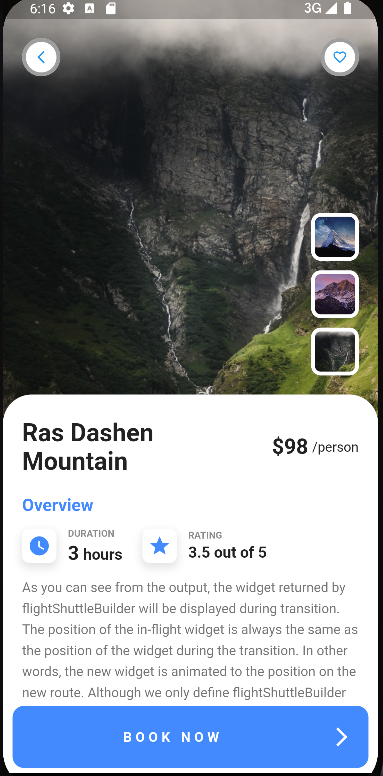 6:16
3G
Ras Dashen
Mountain
$98 /person
Overview
DURATION
3 hours
RATING
3.5 out of 5
As you can see from the output, the widget returned by
flightShuttleBuilder will be displayed during transition.
The position of the in-flight widget is always the same as
the position of the widget during the transition. In other
words, the new widget is animated to the position on the
new route. Although we only define flightShuttleBuilder
BOOK NOW